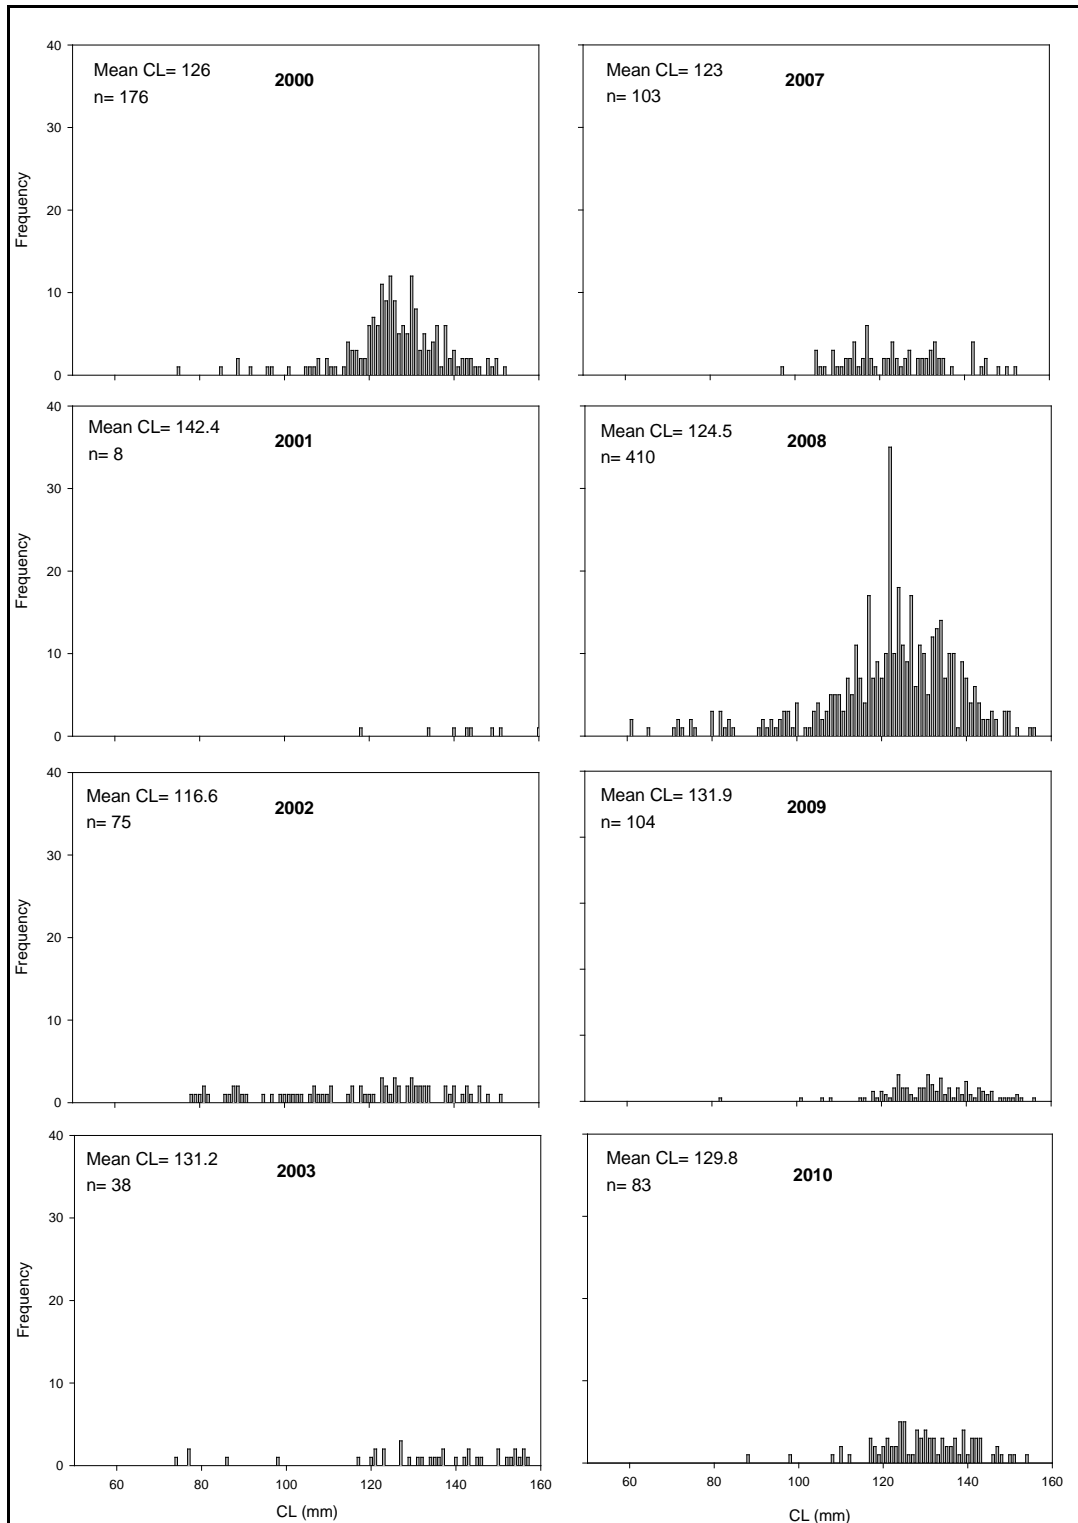 40
30
20
10
0
Frequency
Mean CL= 126
2000
n= 176
Mean CL= 123
2007
n= 103
40
30
20
10
0
Frequency
Mean CL= 142.4
2001
n= 8
Mean CL= 124.5
2008
n= 410
40
30
20
10
0
Frequency
Mean CL= 116.6
2002
n= 75
Mean CL= 131.9
2009
n= 104
40
30
20
10
0
Frequency
Mean CL= 131.2
2003
n= 38
60 80 100 120 140 160
CL (mm)
Mean CL= 129.8
2010
n= 83
60 80 100 120 140 160
CL (mm)